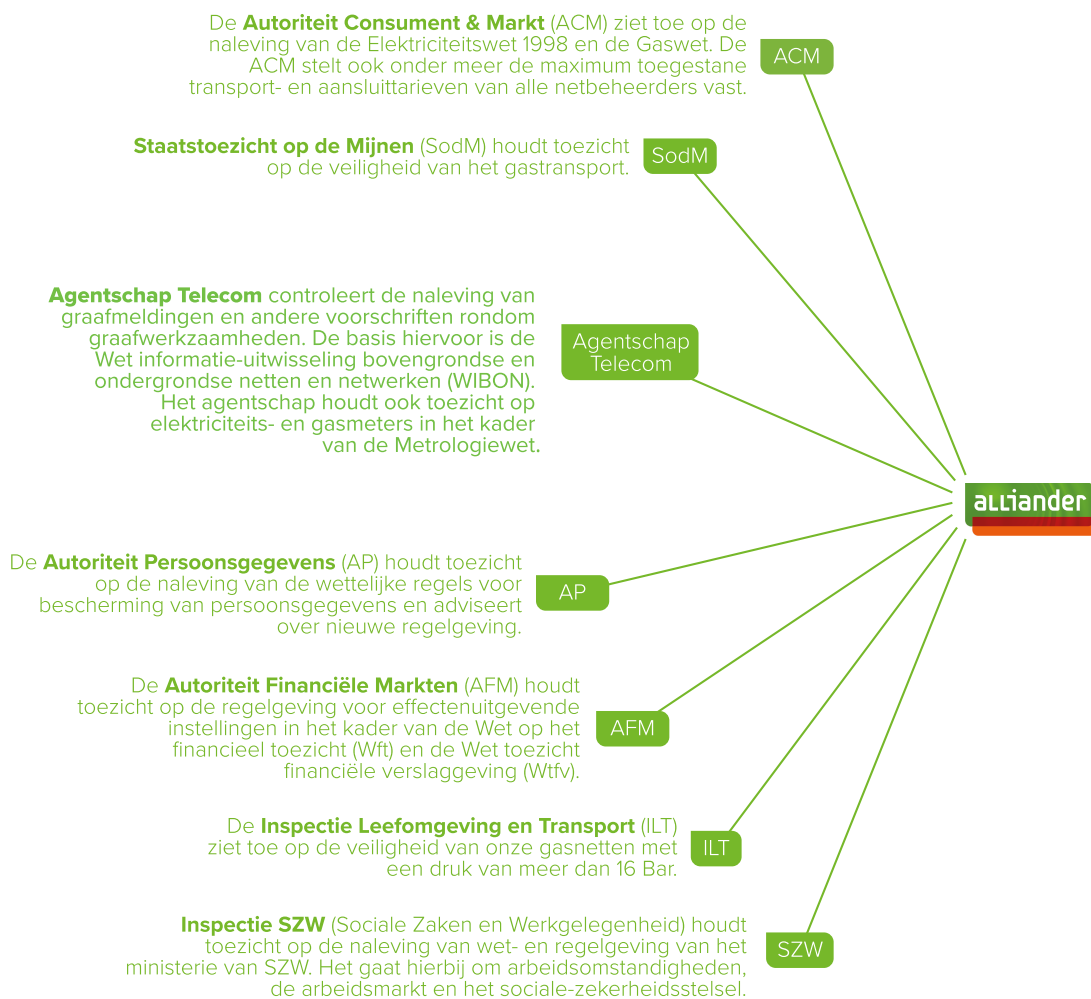 De Autoriteit Consument & Markt (ACM) ziet toe op de
naleving van de Elektriciteitswet 1998 en de Gaswet. De
ACM stelt ook onder meer de maximum toegestane
transport- en aansluittarieven van alle netbeheerders vast.
ACM
Staatstoezicht op de Mijnen (SodM) houdt toezicht
op de veiligheid van het gastransport.
SodM
Agentschap Telecom controleert de naleving van
graafmeldingen en andere voorschriften rondom
graafwerkzaamheden. De basis hiervoor is de
Wet informatie-uitwisseling bovengrondse en
ondergrondse netten en netwerken (WIBON).
Het agentschap houdt ook toezicht op
elektriciteits- en gasmeters in het kader
van de Metrologiewet.
Agentschap
Telecom
alliander
De Autoriteit Persoonsgegevens (AP) houdt toezicht
op de naleving van de wettelijke regels voor
bescherming van persoonsgegevens en adviseert
over nieuwe regelgeving.
AP
De Autoriteit Financiële Markten (AFM) houdt
toezicht op de regelgeving voor effectenuitgevende
instellingen in het kader van de Wet op het
financieel toezicht (Wft) en de Wet toezicht
financiële verslaggeving (Wtfv).
AFM
De Inspectie Leefomgeving en Transport (ILT)
ziet toe op de veiligheid van onze gasnetten met
een druk van meer dan 16 Bar.
ILT
Inspectie SZW (Sociale Zaken en Werkgelegenheid) houdt
toezicht op de naleving van wet- en regelgeving van het
ministerie van SZW. Het gaat hierbij om arbeidsomstandigheden,
de arbeidsmarkt en het sociale-zekerheidsstelsel.
SZW